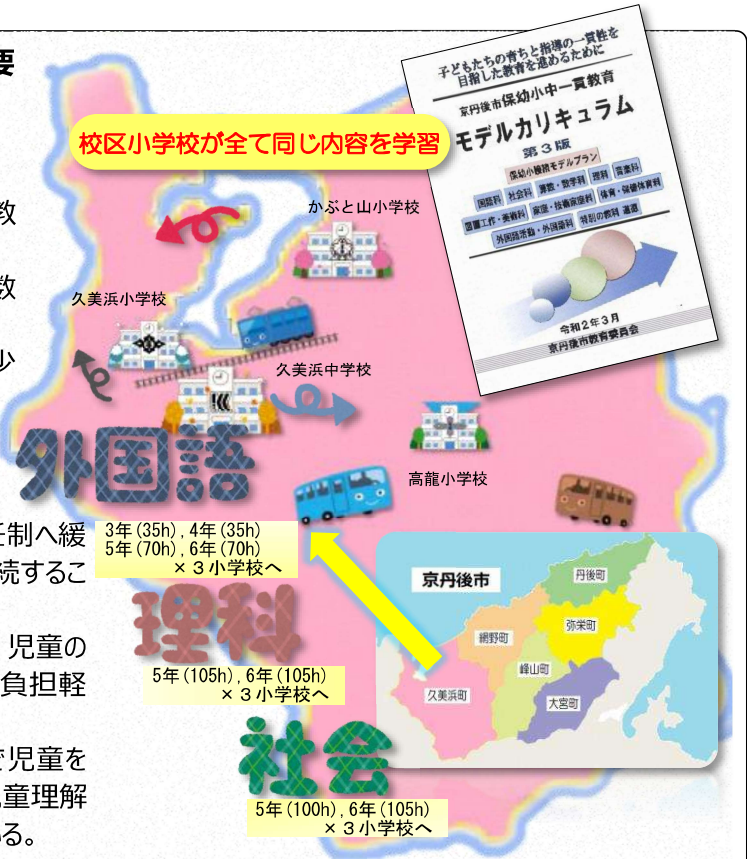 要
子どもたちの育ちと指導の一貫性を
目指した教育を進めるために
京丹後市保幼小中一貫教育
モデルカリキュラム
第3版
保幼小接続モデルプラン
国語科 社会科 算数・数学科 理科 音楽科
図画工作・美術科 家庭・技術家庭科 体育・保健体育科
外国語活動・外国語科 特別の教科 道徳
令和2年3月
京丹後市教育委員会
校区小学校が全て同じ内容を学習
教
かぶと山小学校
数
久美浜小学校
少
久美浜中学校
高龍小学校
外国語
任制へ緩
続するこ
3年(35h),4年(35h)
5年(70h),6年(70h)
×3小学校へ
京丹後市
丹後町
弥栄町
網野町
峰山町
久美浜町
大宮町
理科
児童の
負担軽
5年(105h),6年(105h)
×3小学校へ
社会
児童を
童理解
いる。
5年(100h),6年(105h)
×3小学校へ